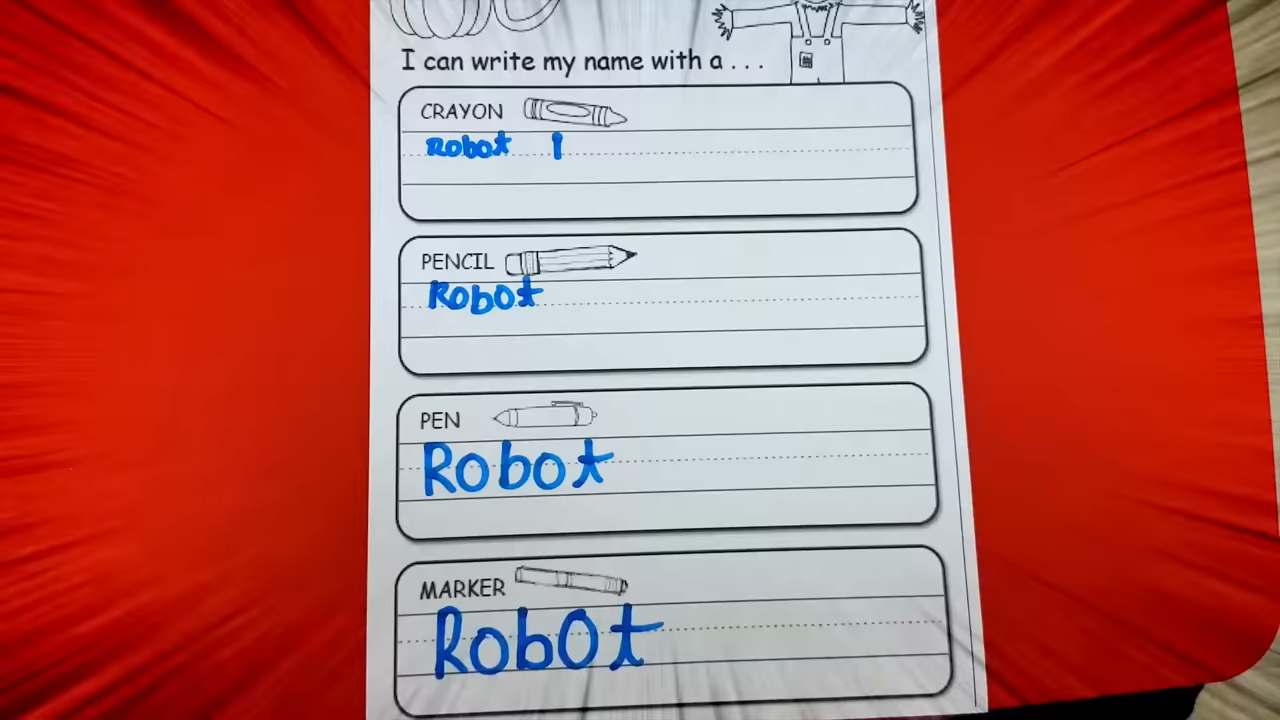 I can write my name with a . . .
CRAYON
Robot I
PENCIL
Robot
PEN
Robot
MARKER
Robot